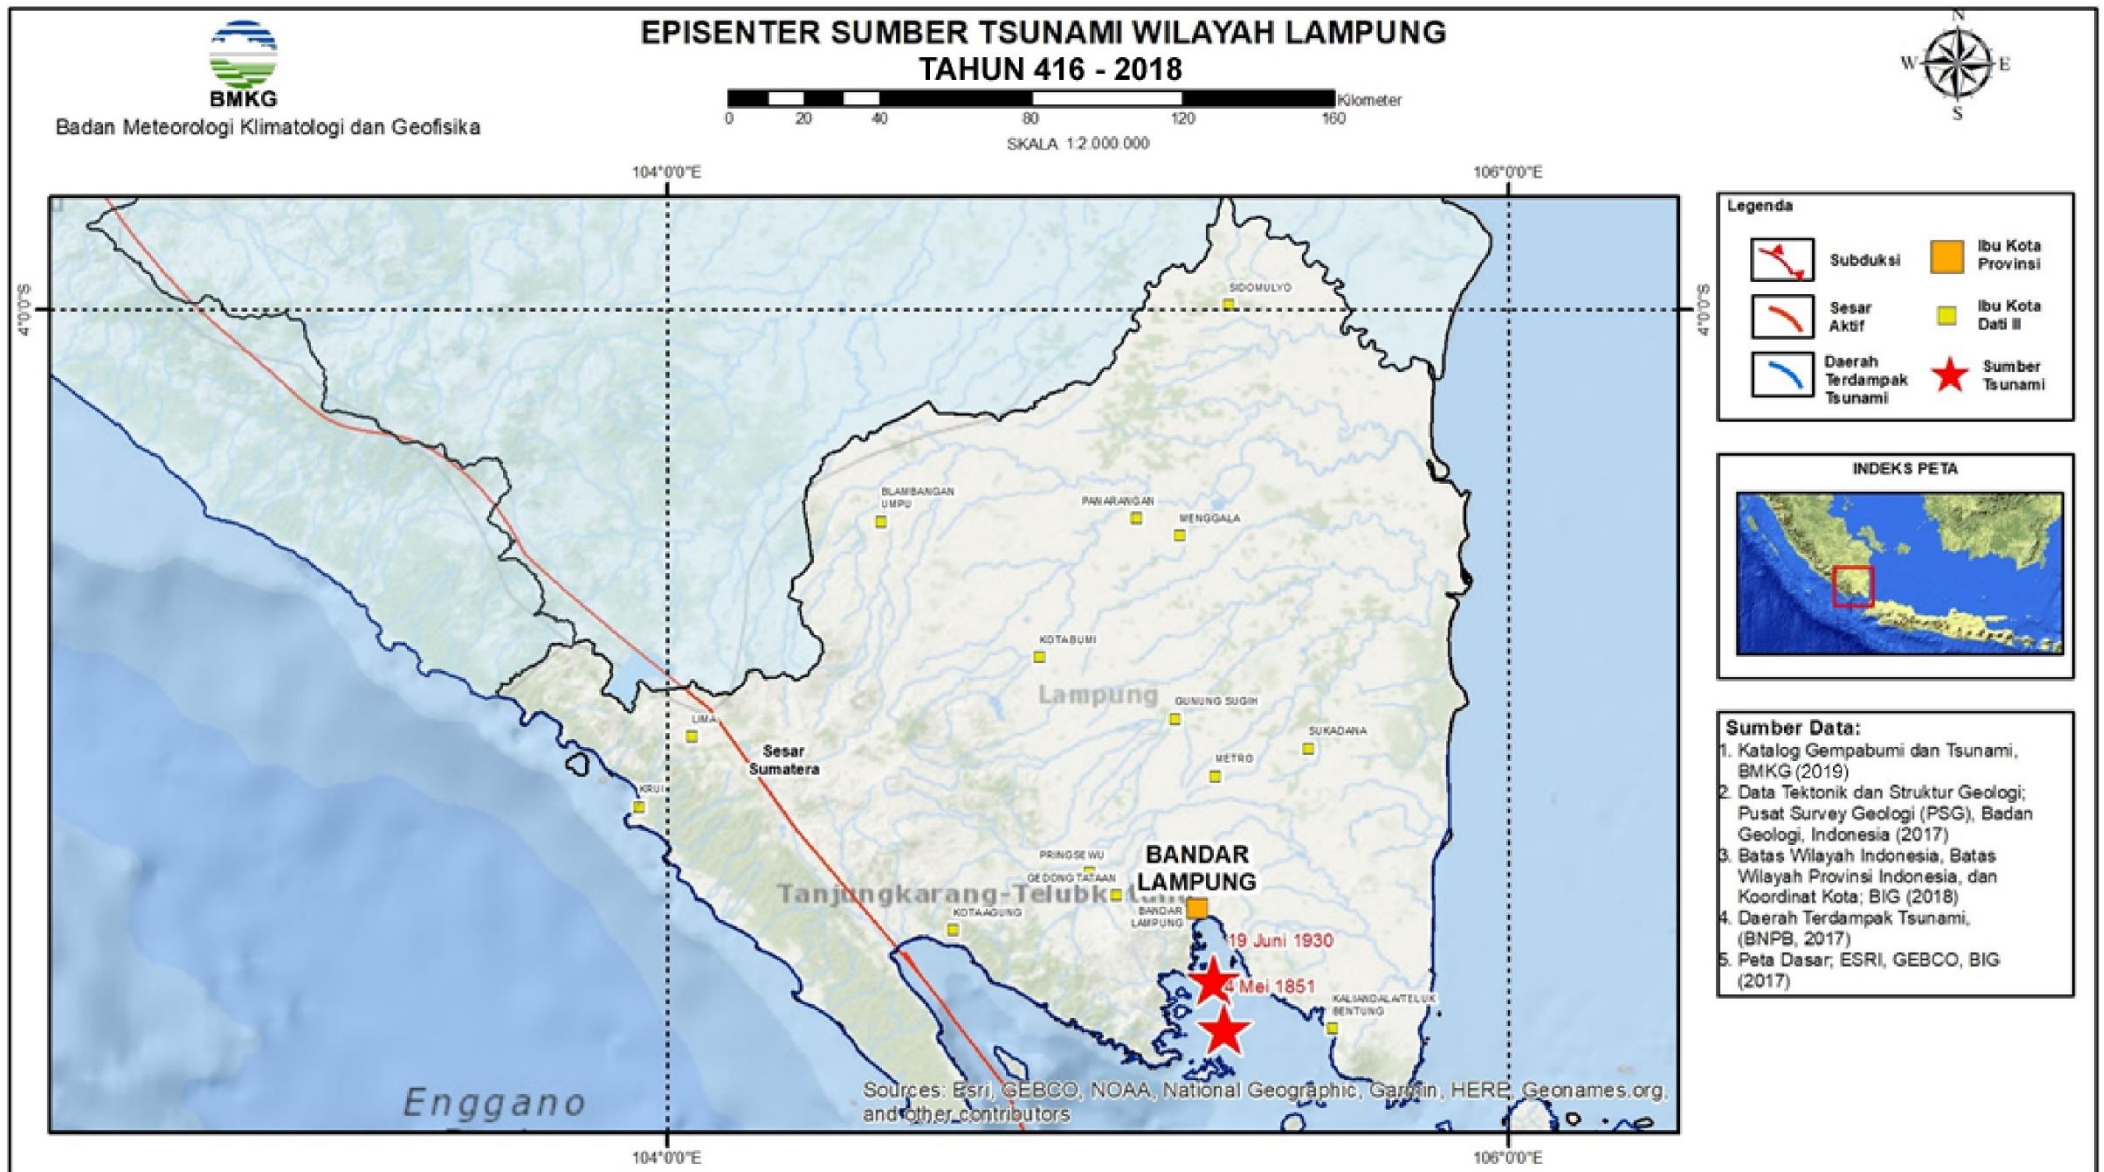 BMKG
Badan Meteorologi Klimatologi dan Geofisika
EPISENTER SUMBER TSUNAMI WILAYAH LAMPUNG
TAHUN 416 - 2018
Kilometer
0 20 40 80 120 160
SKALA 1:2.000.000
N
W E
S
104°0'0"E 106°0'0"E
4°0'0"S 4°0'0"S
SIDOMULYO
BLAMBANGAN
UMPU
PANARANGAN
MENGGALA
KOTABUMI
Lampung
GUNUNG SUGIH
LIMA
SUKADANA
Sesar
Sumatera
METRO
KRUI
PRINGSEWU
BANDAR
LAMPUNG
GEDONG TATAAN
KOTAAGUNG
BANDAR
LAMPUNG
19 Juni 1930
4 Mei 1851
BENTUNG
Enggano
Sources: Esri, GEBCO, NOAA, National Geographic, Garmin, HERE, Geonames.org,
and other contributors
104°0'0"E 106°0'0"E
Legenda
Subduksi
Ibu Kota
Provinsi
Sesar
Aktif
Ibu Kota
Dati II
Daerah
Terdampak
Tsunami
Sumber
Tsunami
INDEKS PETA
Sumber Data:
1. Katalog Gempabumi dan Tsunami,
BMKG (2019)
2. Data Tektonik dan Struktur Geologi;
Pusat Survey Geologi (PSG), Badan
Geologi, Indonesia (2017)
3. Batas Wilayah Indonesia, Batas
Wilayah Provinsi Indonesia, dan
Koordinat Kota; BIG (2018)
4. Daerah Terdampak Tsunami,
(BNPB, 2017)
5. Peta Dasar; ESRI, GEBCO, BIG
(2017)